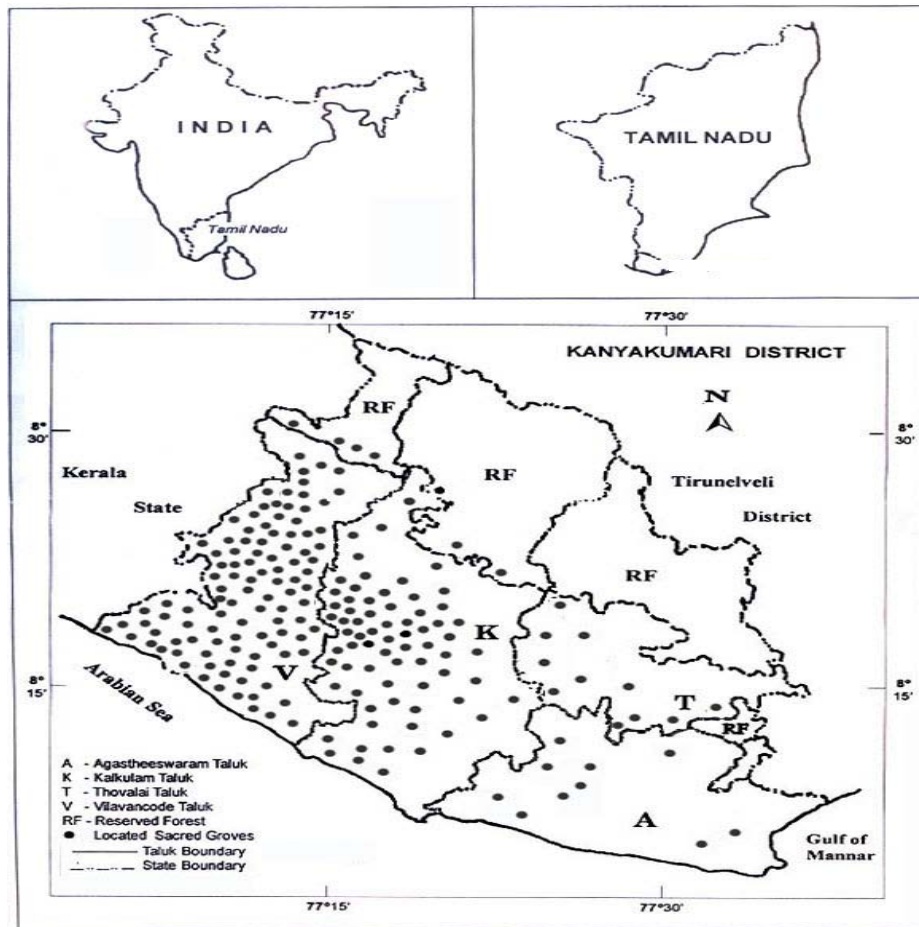 INDIA
Tamil Nadu
TAMIL NADU
77°15' 77°30'
KANYAKUMARI DISTRICT
N
RF
8°
30'
8°
30'
Kerala
State
RF
Tirunelveli
District
RF
K
V
8°
15'
8°
15'
Arabian Sea
T
RF
A - Agastheeswaram Taluk
K - Kalkulam Taluk
T - Thovalai Taluk
V - Vilavancode Taluk
RF - Reserved Forest
Located Sacred Groves
Taluk Boundary
State Boundary
A
Gulf of
Mannar
77°15' 77°30'